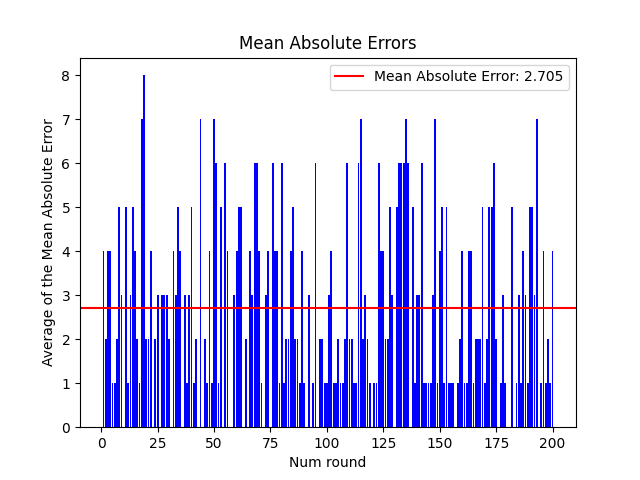 Mean Absolute Errors
Mean Absolute Error: 2.705
Average of the Mean Absolute Error
8
7
6
5
4
3
2
1
0
0 25 50 75 100 125 150 175 200
Num round